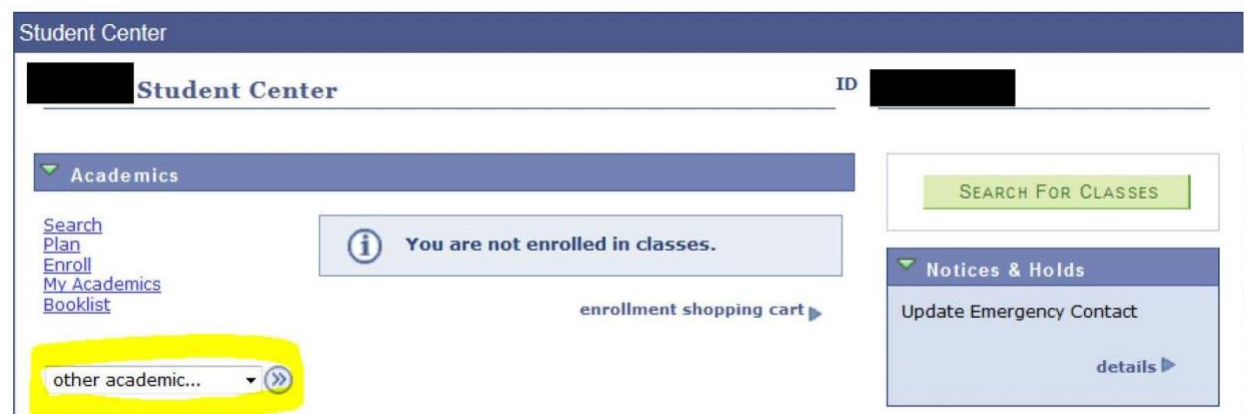 Student Center
Student Center
ID
Academics
Search
Plan
Enroll
My Academics
Booklist
You are not enrolled in classes.
enrollment shopping cart
other academic...
SEARCH FOR CLASSES
Notices & Holds
Update Emergency Contact
details